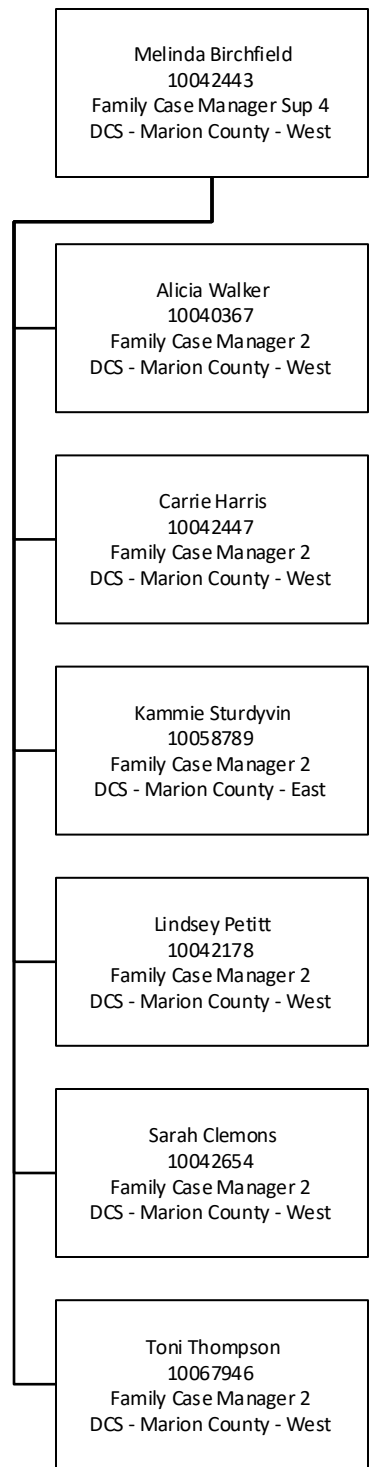 Melinda Birchfield
10042443
Family Case Manager Sup 4
DCS - Marion County - West
Alicia Walker
10040367
Family Case Manager 2
DCS - Marion County - West
Carrie Harris
10042447
Family Case Manager 2
DCS - Marion County - West
Kammie Sturdyvin
10058789
Family Case Manager 2
DCS - Marion County - East
Lindsey Petitt
10042178
Family Case Manager 2
DCS - Marion County - West
Sarah Clemons
10042654
Family Case Manager 2
DCS - Marion County - West
Toni Thompson
10067946
Family Case Manager 2
DCS - Marion County - West